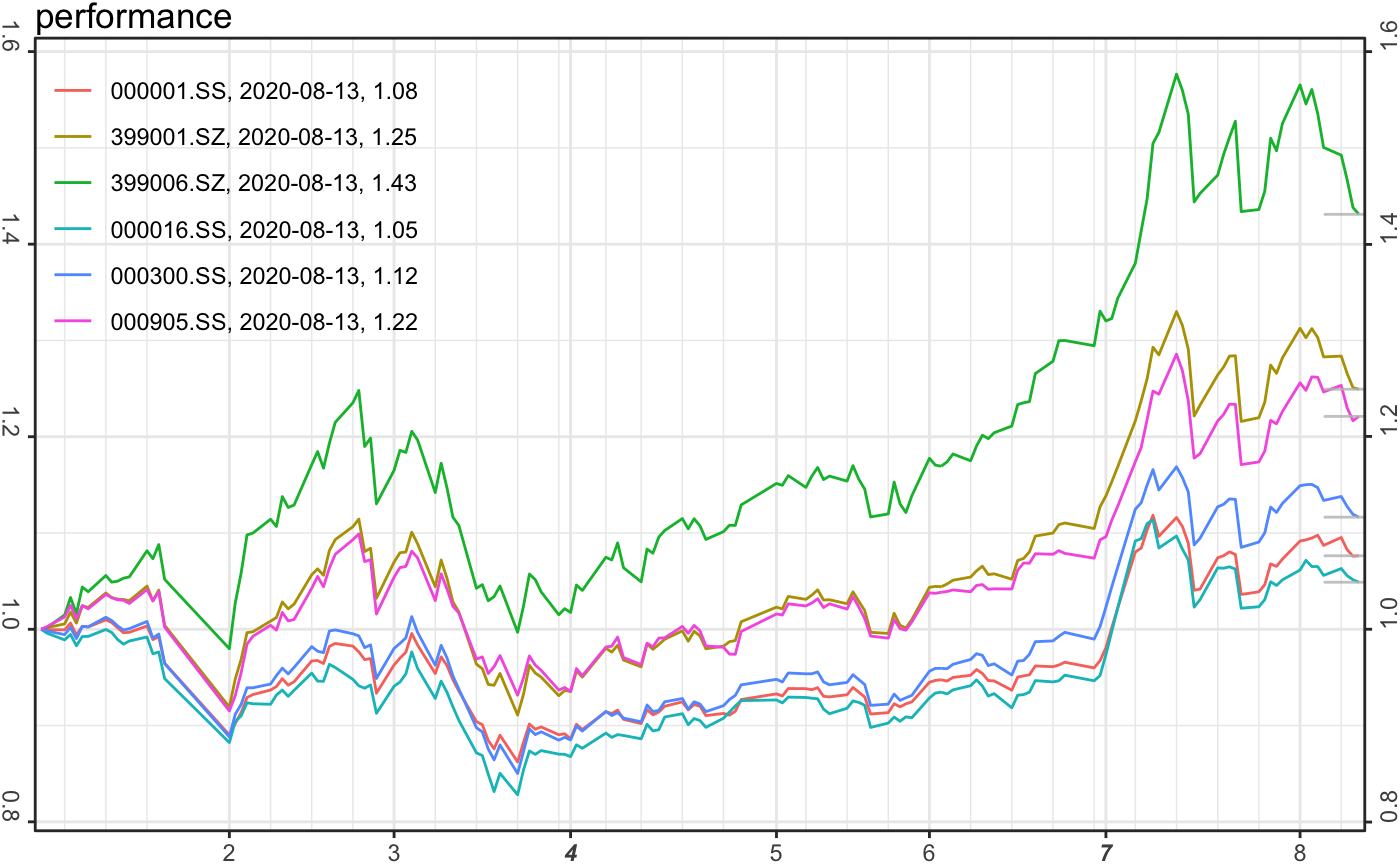 performance
1.6
1.4
1.2
1.0
0.8
000001.SS, 2020-08-13, 1.08
399001.SZ, 2020-08-13, 1.25
399006.SZ, 2020-08-13, 1.43
000016.SS, 2020-08-13, 1.05
000300.SS, 2020-08-13, 1.12
000905.SS, 2020-08-13, 1.22
1.6
1.4
1.2
1.0
0.8
2 3 4 5 6 7 8